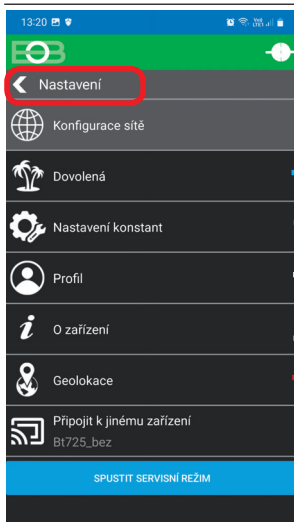 13:20
EOB
Nastavení
Konfigurace sítě
Dovolená
Nastavení konstant
Profil
O zařízení
Geolokace
Připojit k jinému zařízení
Bt725_bez
SPUSTIT SERVISNÍ REŽIM